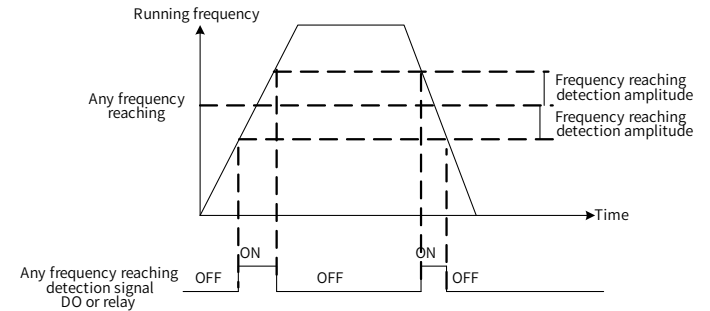 Running frequency
Any frequency
reaching
Frequency reaching
detection amplitude
Frequency reaching
detection amplitude
Time
ON
ON
Any frequency reaching
detection signal
DO or relay
OFF
OFF
OFF